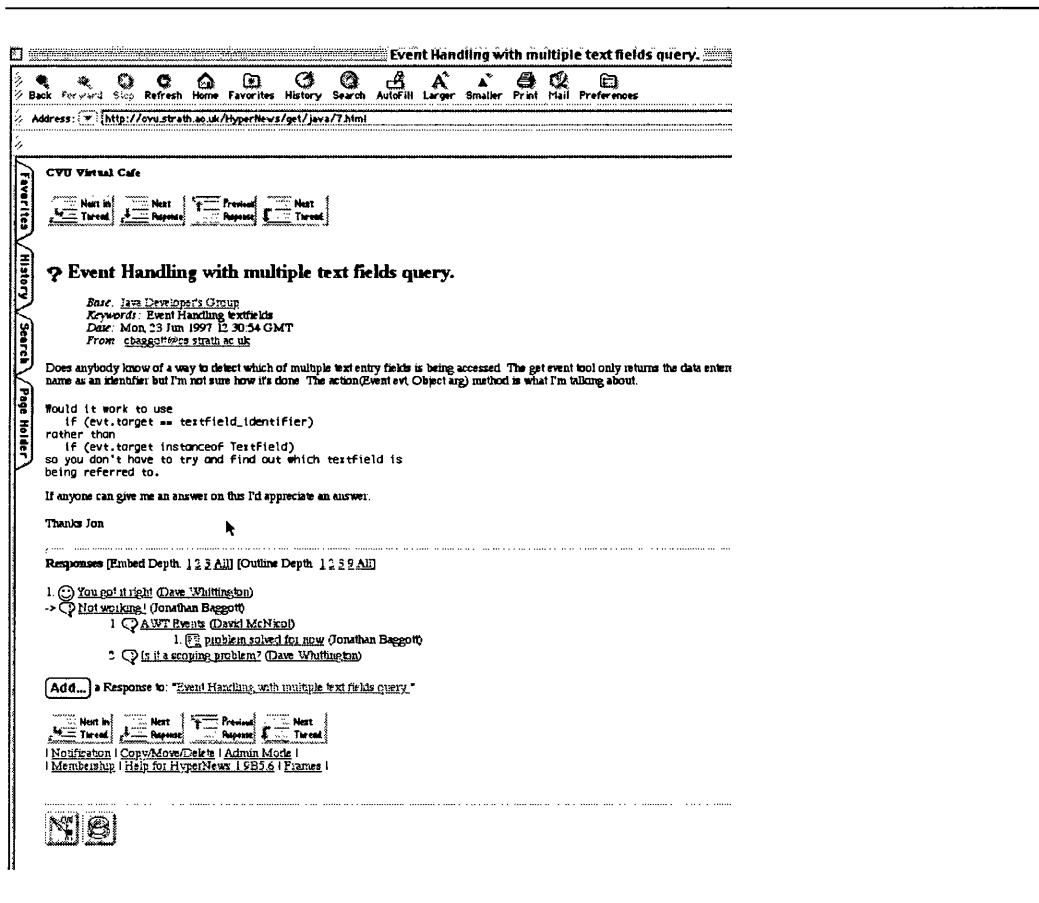 Event Handling with multiple text fields query.
Back Forward Stop Refresh Home Favorites History Search AutoFill Larger Smaller Print Mail Preferences
Address: http://cvu.strath.ac.uk/HyperNews/get/java/7.html
Favorites
History
Search
Page Holder
CVU Virtual Cafe
Next in Thread Next Response Previous Response Next Thread
? Event Handling with multiple text fields query.
Base: Java Developer's Group
Keywords: Event Handling textfields
Date: Mon, 23 Jun 1997 12:30:54 GMT
From: cbaggott@cs.strath.ac.uk
Does anybody know of a way to detect which of multiple text entry fields is being accessed. The get event tool only returns the data entere
name as an identifier but I'm not sure how it's done. The action(Event evt, Object arg) method is what I'm talking about.
Would it work to use
if (evt.target == textfield_identifier)
rather than
if (evt.target instanceof TextField)
so you don't have to try and find out which textfield is
being referred to.
If anyone can give me an answer on this I'd appreciate an answer.
Thanks Jon
Responses [Embed Depth: 1 2 3 All] [Outline Depth: 1 2 5 9 All]
1. You got it right (Dave Whittington)
-> Not working! (Jonathan Baggott)
1 AWT Events (David McNicol)
1. problem solved for now (Jonathan Baggott)
2 Is it a scoping problem? (Dave Whittington)
Add... a Response to: "Event Handling with multiple text fields query."
Next in Thread Next Response Previous Response Next Thread
| Notification | Copy/Move/Delete | Admin Mode |
| Membership | Help for HyperNews 1.9B5.6 | Frames |